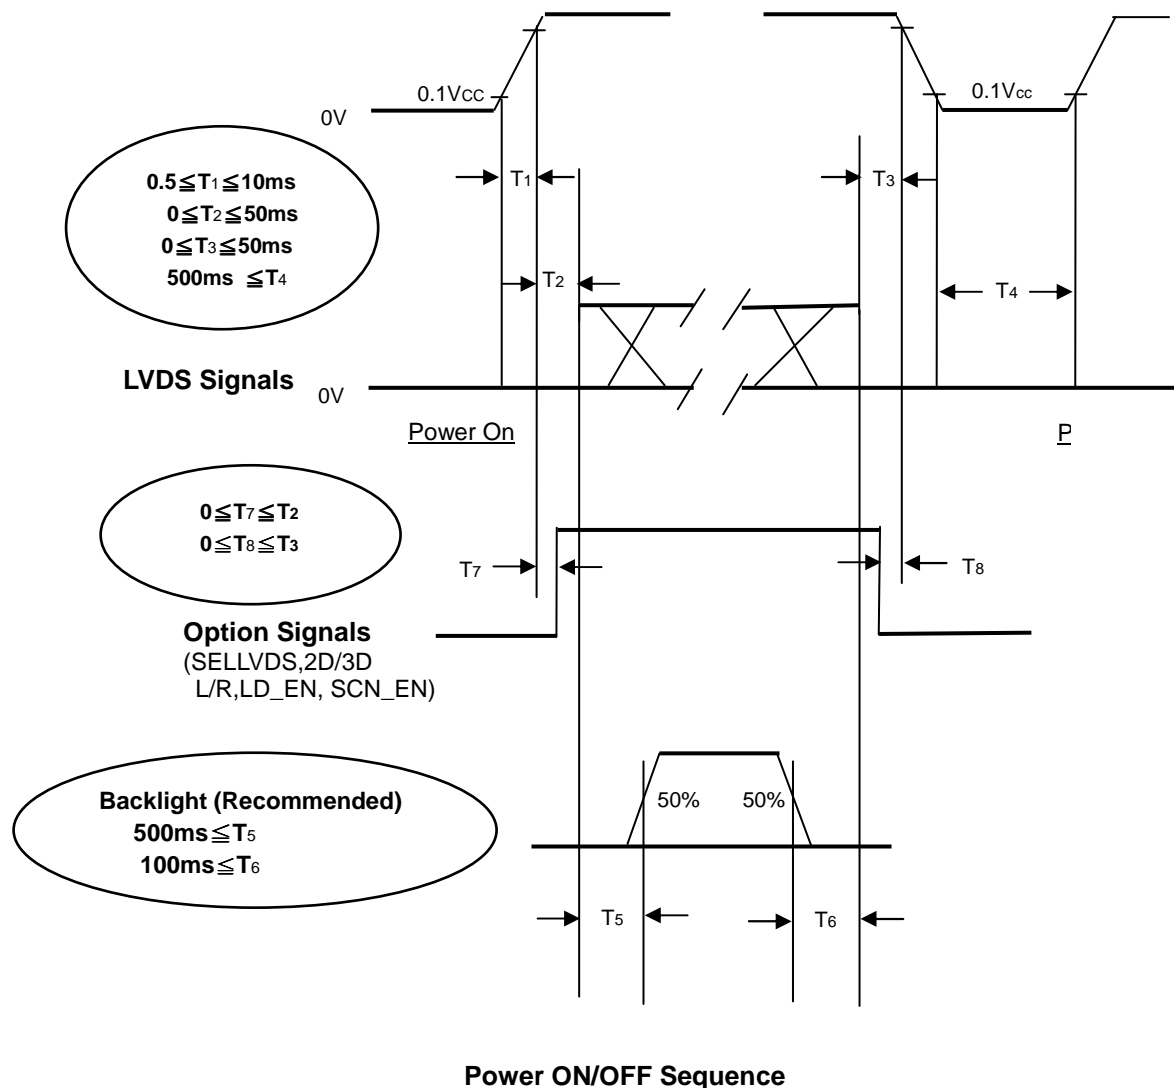 0.1VCC
0.1Vcc
0V
0.5≦T1≦10ms
0≦T2≦50ms
0≦T3≦50ms
500ms ≦T4
T1
T3
T2
T4
LVDS Signals
0V
Power On
P
0≦T7≦T2
0≦T8≦T3
T7
T8
Option Signals
(SELLVDS,2D/3D
L/R,LD_EN, SCN_EN)
Backlight (Recommended)
500ms≦T5
100ms≦T6
50%
50%
T5
T6
Power ON/OFF Sequence